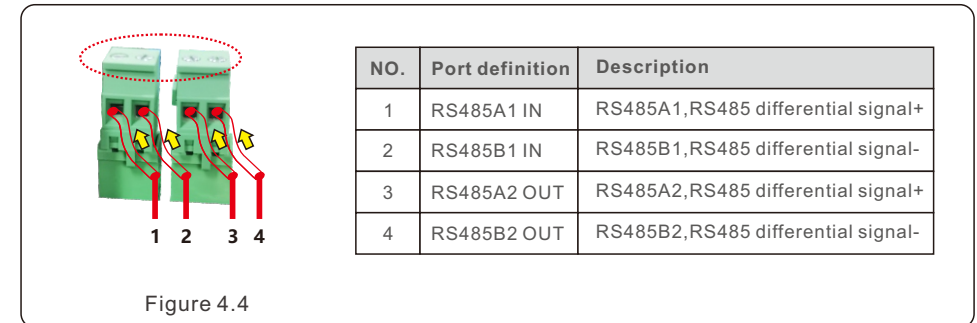 NO. Port definition Description
1 RS485A1 IN RS485A1,RS485 differential signal+
2 RS485B1 IN RS485B1,RS485 differential signal-
3 RS485A2 OUT RS485A2,RS485 differential signal+
4 RS485B2 OUT RS485B2,RS485 differential signal-
1 2 3 4
Figure 4.4